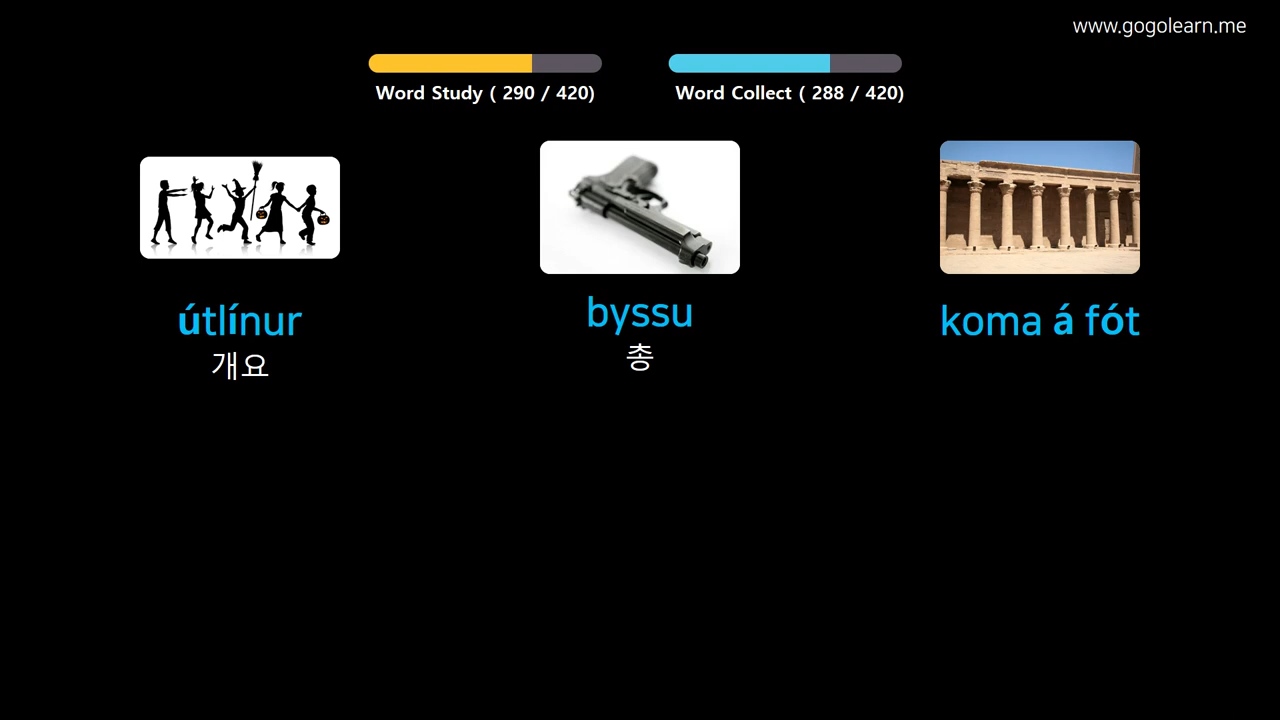 www.gogolearn.me
Word Study ( 290 / 420)
Word Collect ( 288 / 420)
útlínur
개요
byssu
총
koma á fót